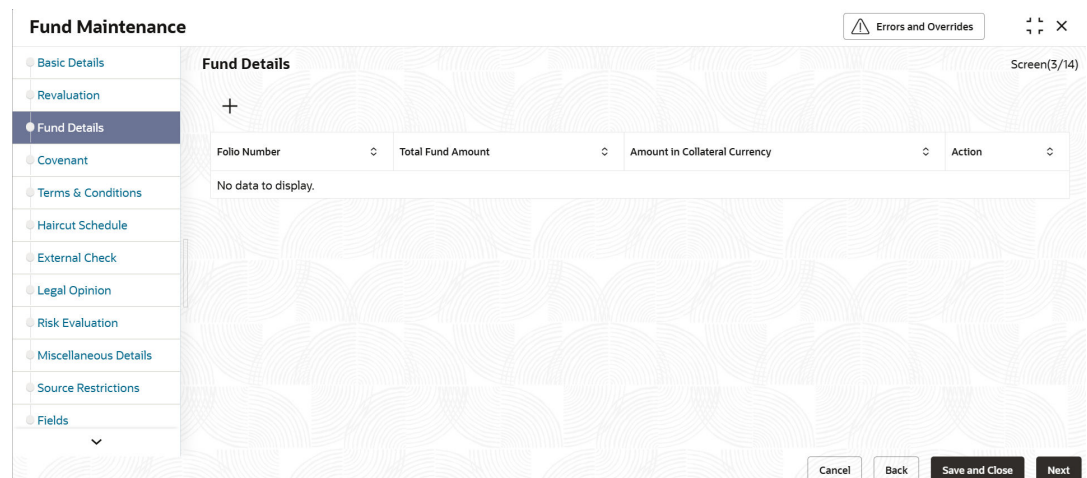 Fund Maintenance
Errors and Overrides
Basic Details
Revaluation
Fund Details
Covenant
Terms & Conditions
Haircut Schedule
External Check
Legal Opinion
Risk Evaluation
Miscellaneous Details
Source Restrictions
Fields
Fund Details
Screen(3/14)
Folio Number Total Fund Amount Amount in Collateral Currency Action
No data to display.
Cancel Back Save and Close Next